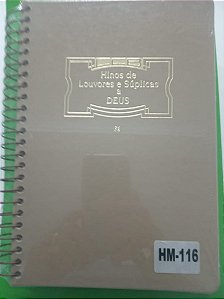 Hinos de
Louvores e Súplicas
a
DEUS
HM-116